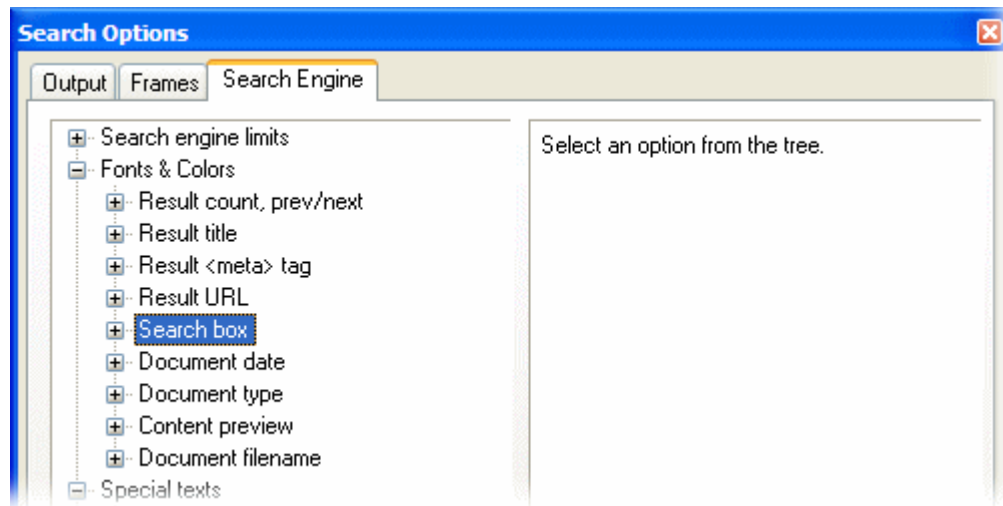 Search Options
Output Frames Search Engine
Search engine limits
Select an option from the tree.
Fonts & Colors
Result count, prev/next
Result title
Result <meta> tag
Result URL
Search box
Document date
Document type
Content preview
Document filename
Special texts